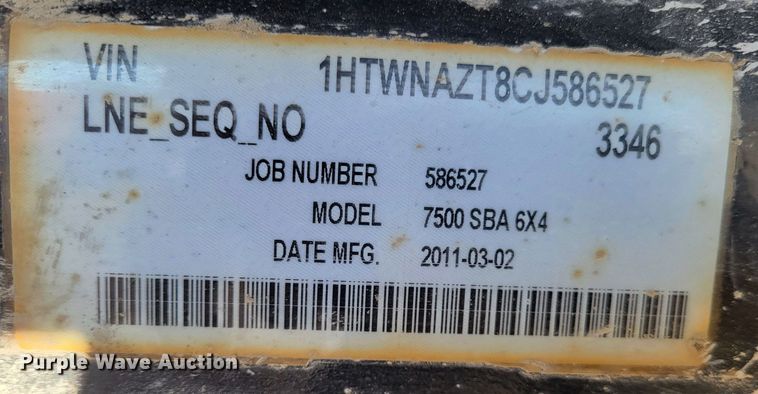 VIN 1HTWNAZT8CJ586527
LNE_SEQ_NO 3346
JOB NUMBER 586527
MODEL 7500 SBA 6X4
DATE MFG. 2011-03-02
Purple Wave Auction